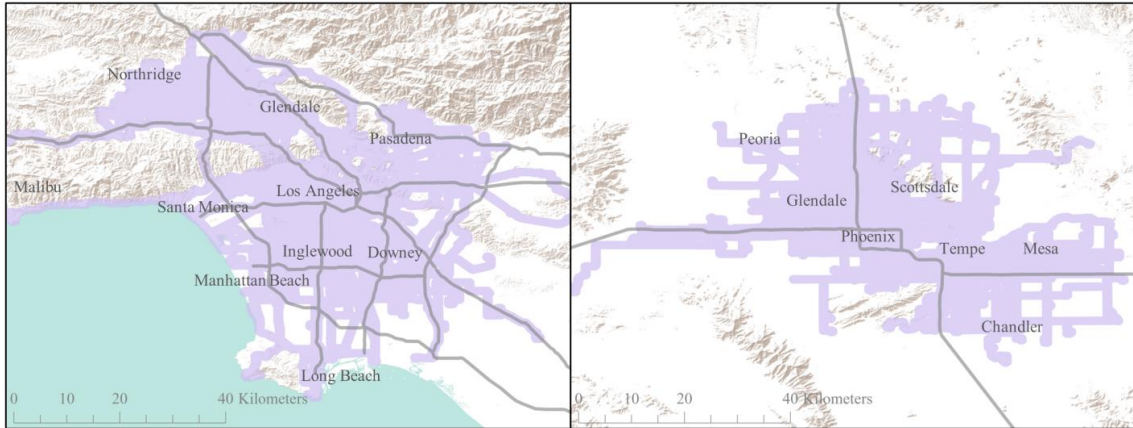 Northridge
Glendale
Pasadena
Malibu
Los Angeles
Santa Monica
Inglewood
Downey
Manhattan Beach
Long Beach
0 10 20 40 Kilometers
Peoria
Scottsdale
Glendale
Phoenix
Tempe
Mesa
Chandler
0 10 20 40 Kilometers